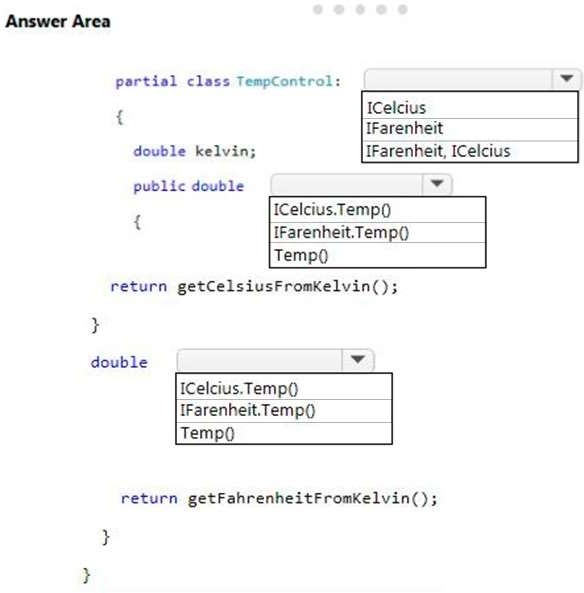 Answer Area
partial class TempControl:
ICelcius
{
IFarenheit
IFarenheit, ICelcius
double kelvin;
public double
ICelcius.Temp()
{
IFarenheit.Temp()
Temp()
return getCelsiusFromKelvin();
}
double
ICelcius.Temp()
IFarenheit.Temp()
Temp()
return getFahrenheitFromKelvin();
}
}